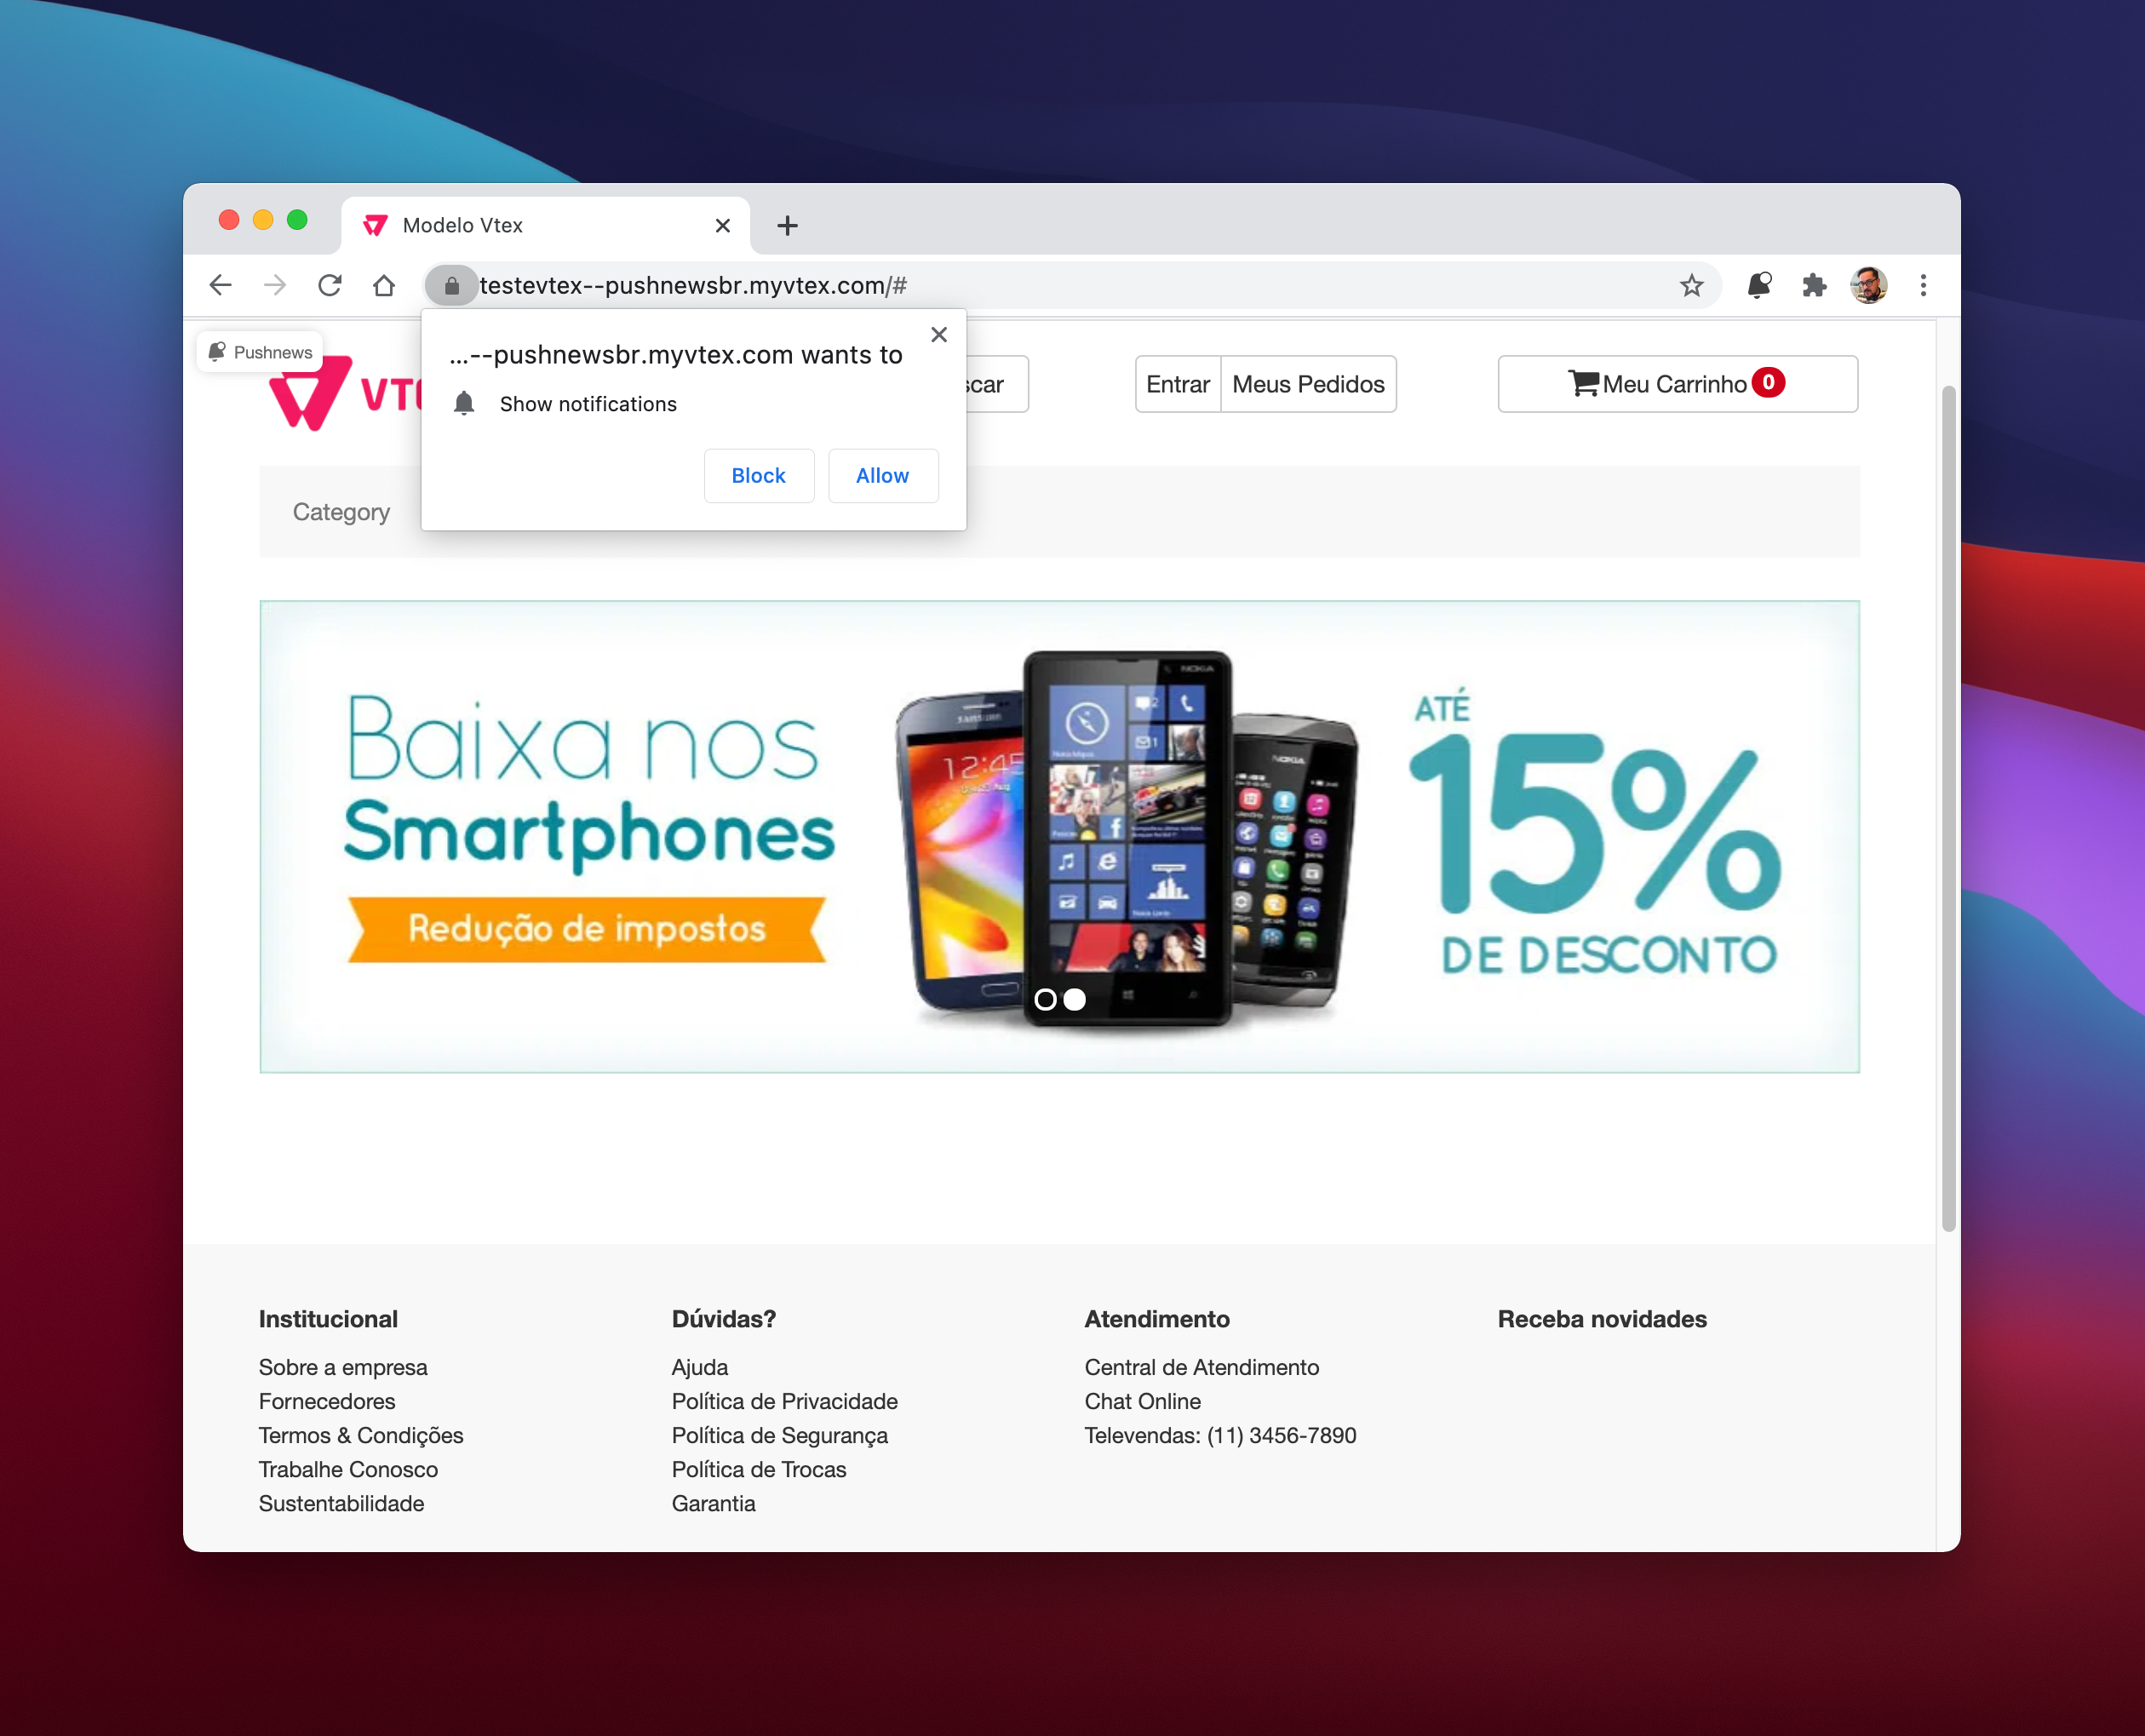 Modelo Vtex
testevtex--pushnewsbr.myvtex.com/#
Pushnews
...--pushnewsbr.myvtex.com wants to
Show notifications
Block
Allow
Entrar
Meus Pedidos
Meu Carrinho 0
Category
Baixa nos
Smartphones
Redução de impostos
SAMSUNG
12:45
NOKIA
NOKIA
ATÉ
15%
DE DESCONTO
Institucional
Sobre a empresa
Fornecedores
Termos & Condições
Trabalhe Conosco
Sustentabilidade
Dúvidas?
Ajuda
Política de Privacidade
Política de Segurança
Política de Trocas
Garantia
Atendimento
Central de Atendimento
Chat Online
Televendas: (11) 3456-7890
Receba novidades